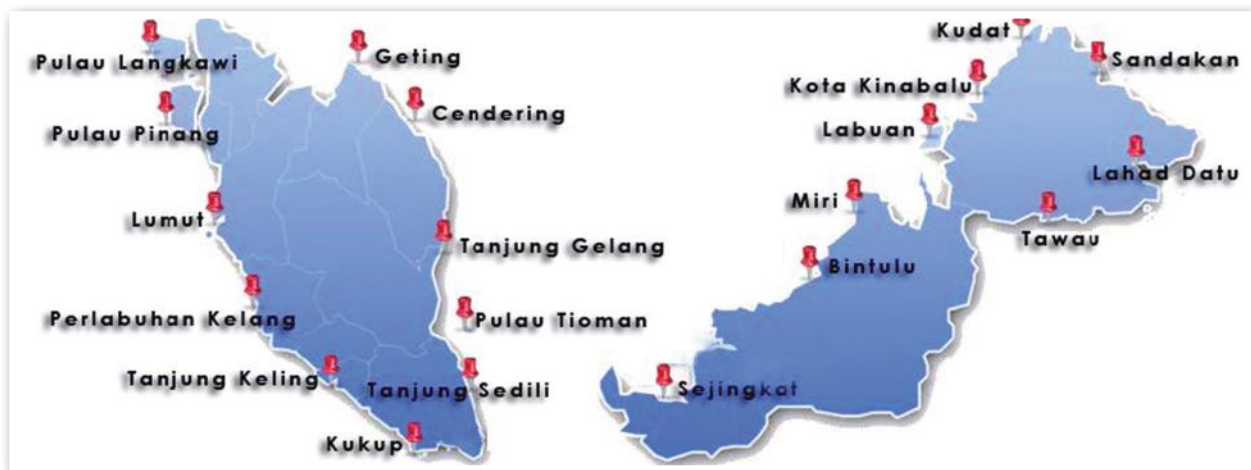 Pulau Langkawi
Geting
Cendering
Pulau Pinang
Lumut
Tanjung Gelang
Perlabuhan Kelang
Pulau Tioman
Tanjung Keling
Tanjung Sedili
Kukup
Kudat
Sandakan
Kota Kinabalu
Labuan
Lahad Datu
Miri
Tawau
Bintulu
Sejingkat